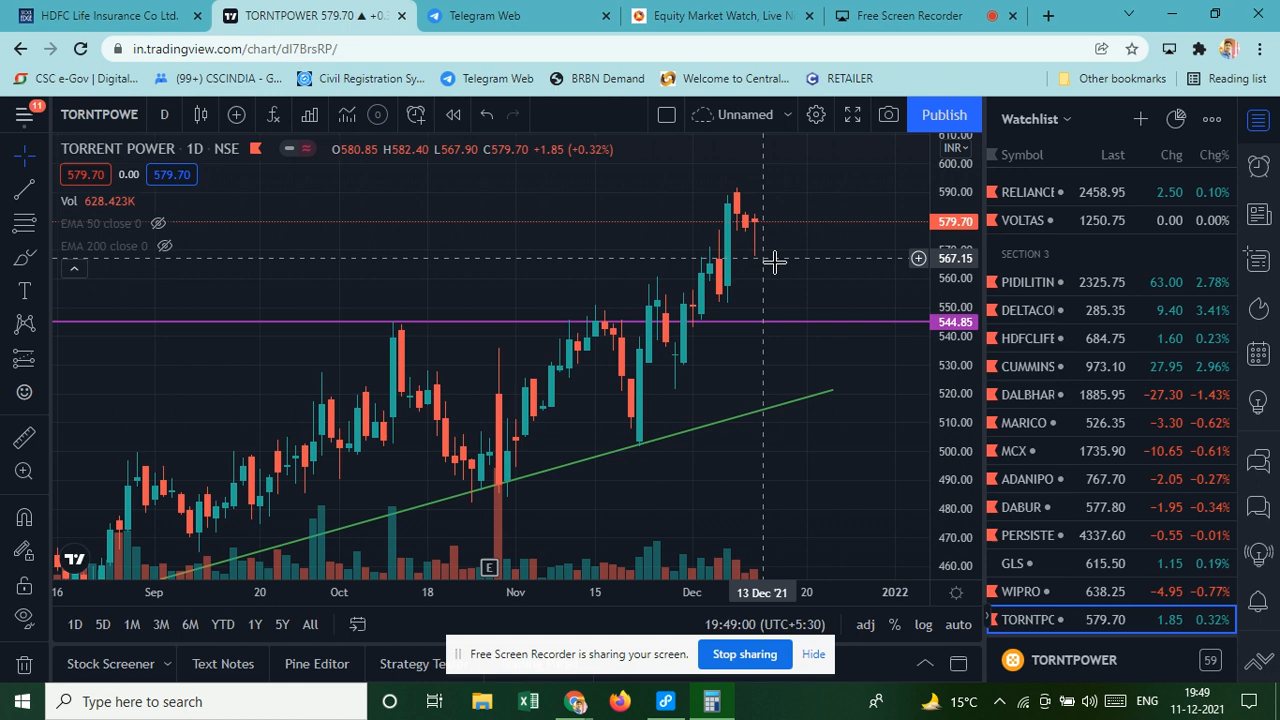 HDFC Life Insurance Co Ltd.
TORNTPOWER 579.70 ▲ +0.3
Telegram Web
Equity Market Watch, Live N
Free Screen Recorder
in.tradingview.com/chart/dI7BrsRP/
CSC e-Gov | Digital...
(99+) CSCINDIA - G...
Civil Registration Sy...
Telegram Web
BRBN Demand
Welcome to Central...
RETAILER
Other bookmarks
Reading list
11
TORNTPOWE
D
Unnamed
Publish
Watchlist
TORRENT POWER · 1D · NSE
O580.85 H582.40 L567.90 C579.70 +1.85 (+0.32%)
579.70 0.00 579.70
Vol 628.423K
EMA 50 close 0
EMA 200 close 0
610.00
INR
600.00
590.00
579.70
570.00
567.15
560.00
550.00
544.85
540.00
530.00
520.00
510.00
500.00
490.00
480.00
470.00
460.00
E
16 Sep 20 Oct 18 Nov 15 Dec 13 Dec '21 20 2022
Symbol Last Chg Chg%
RELIANCE 2458.95 2.50 0.10%
VOLTAS 1250.75 0.00 0.00%
SECTION 3
PIDILITIN 2325.75 63.00 2.78%
DELTACO 285.35 9.40 3.41%
HDFCLIFE 684.75 1.60 0.23%
CUMMINS 973.10 27.95 2.96%
DALBHAR 1885.95 −27.30 −1.43%
MARICO 526.35 −3.30 −0.62%
MCX 1735.90 −10.65 −0.61%
ADANIPO 767.70 −2.05 −0.27%
DABUR 577.80 −1.95 −0.34%
PERSISTE 4337.60 −0.55 −0.01%
GLS 615.50 1.15 0.19%
WIPRO 638.25 −4.95 −0.77%
TORNTPC 579.70 1.85 0.32%
TORNTPOWER 59
1D 5D 1M 3M 6M YTD 1Y 5Y All
19:49:00 (UTC+5:30) adj % log auto
Stock Screener
Text Notes
Pine Editor
Strategy Te
Free Screen Recorder is sharing your screen.
Stop sharing
Hide
Type here to search
15°C
ENG
19:49
11-12-2021